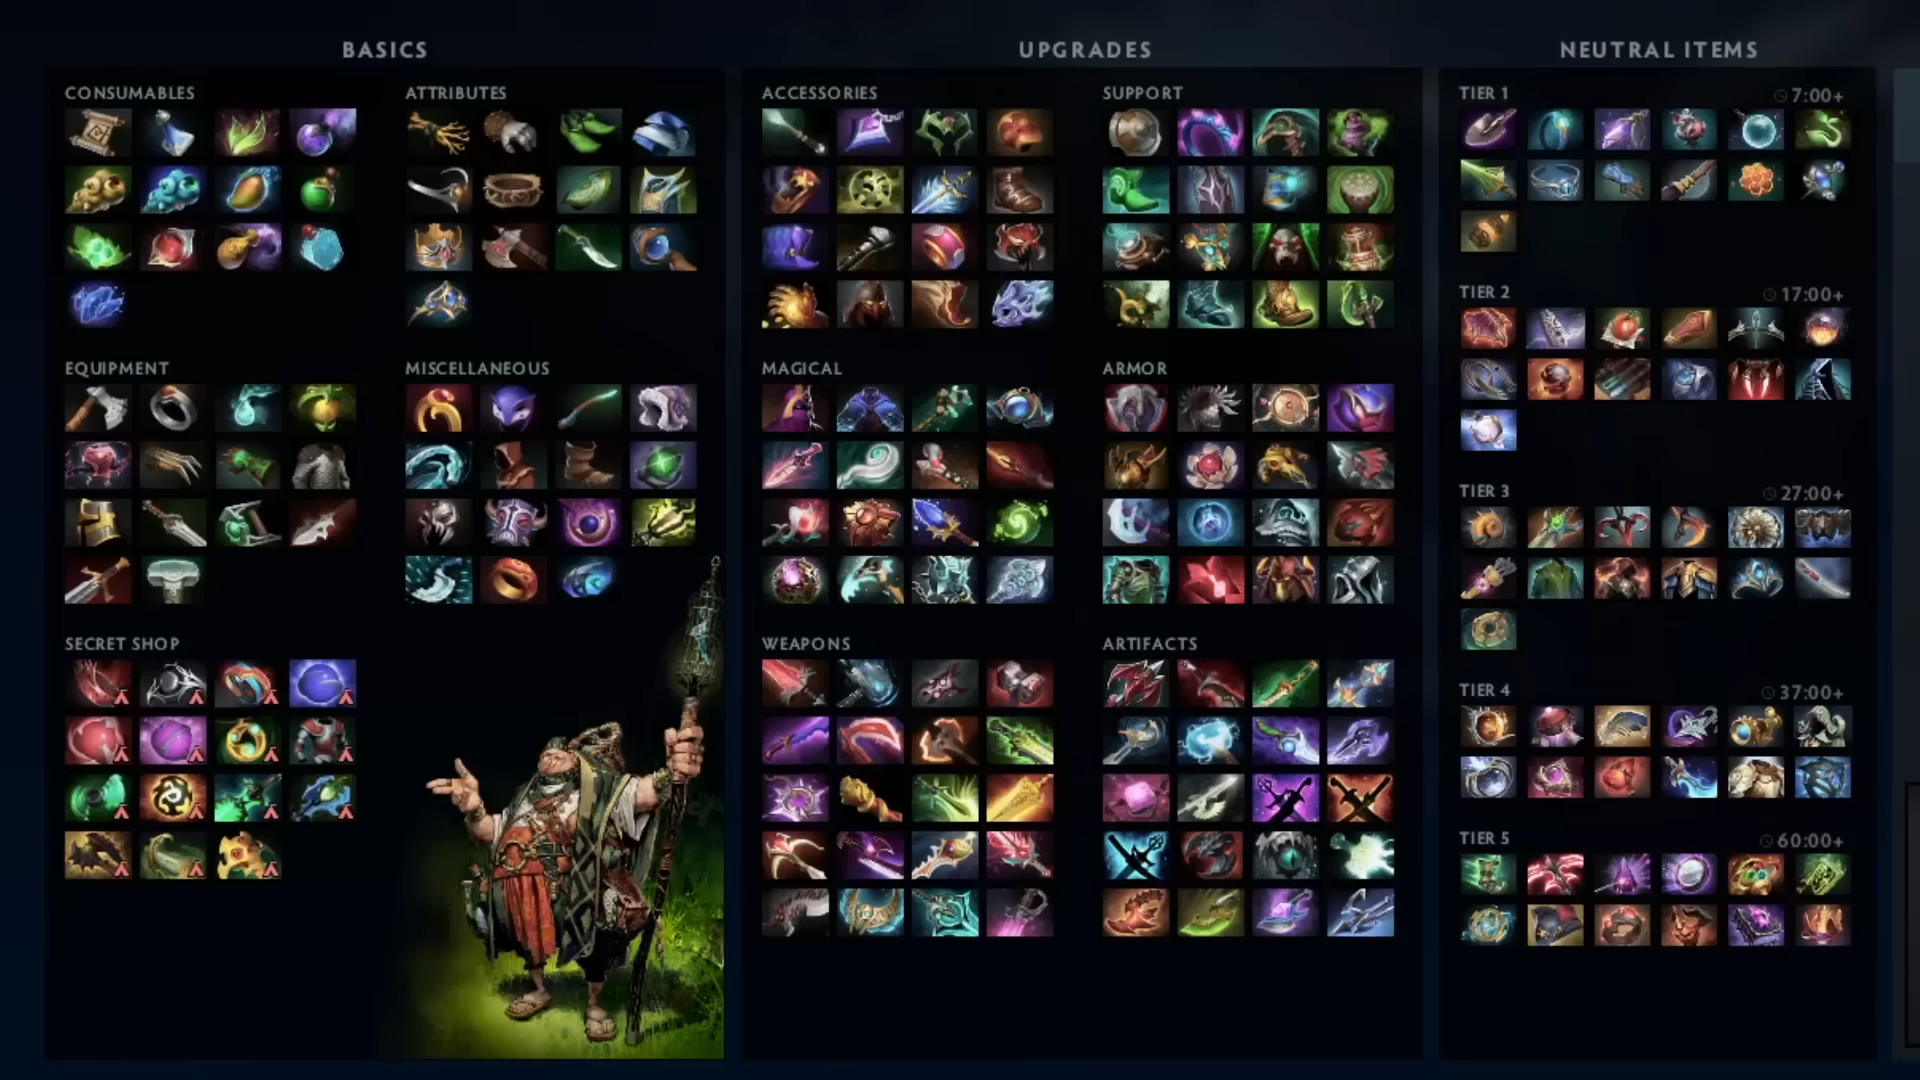 BASICS
CONSUMABLES
ATTRIBUTES
EQUIPMENT
MISCELLANEOUS
SECRET SHOP
UPGRADES
ACCESSORIES
SUPPORT
MAGICAL
ARMOR
WEAPONS
ARTIFACTS
NEUTRAL ITEMS
TIER 1 7:00+
TIER 2 17:00+
TIER 3 27:00+
TIER 4 37:00+
TIER 5 60:00+